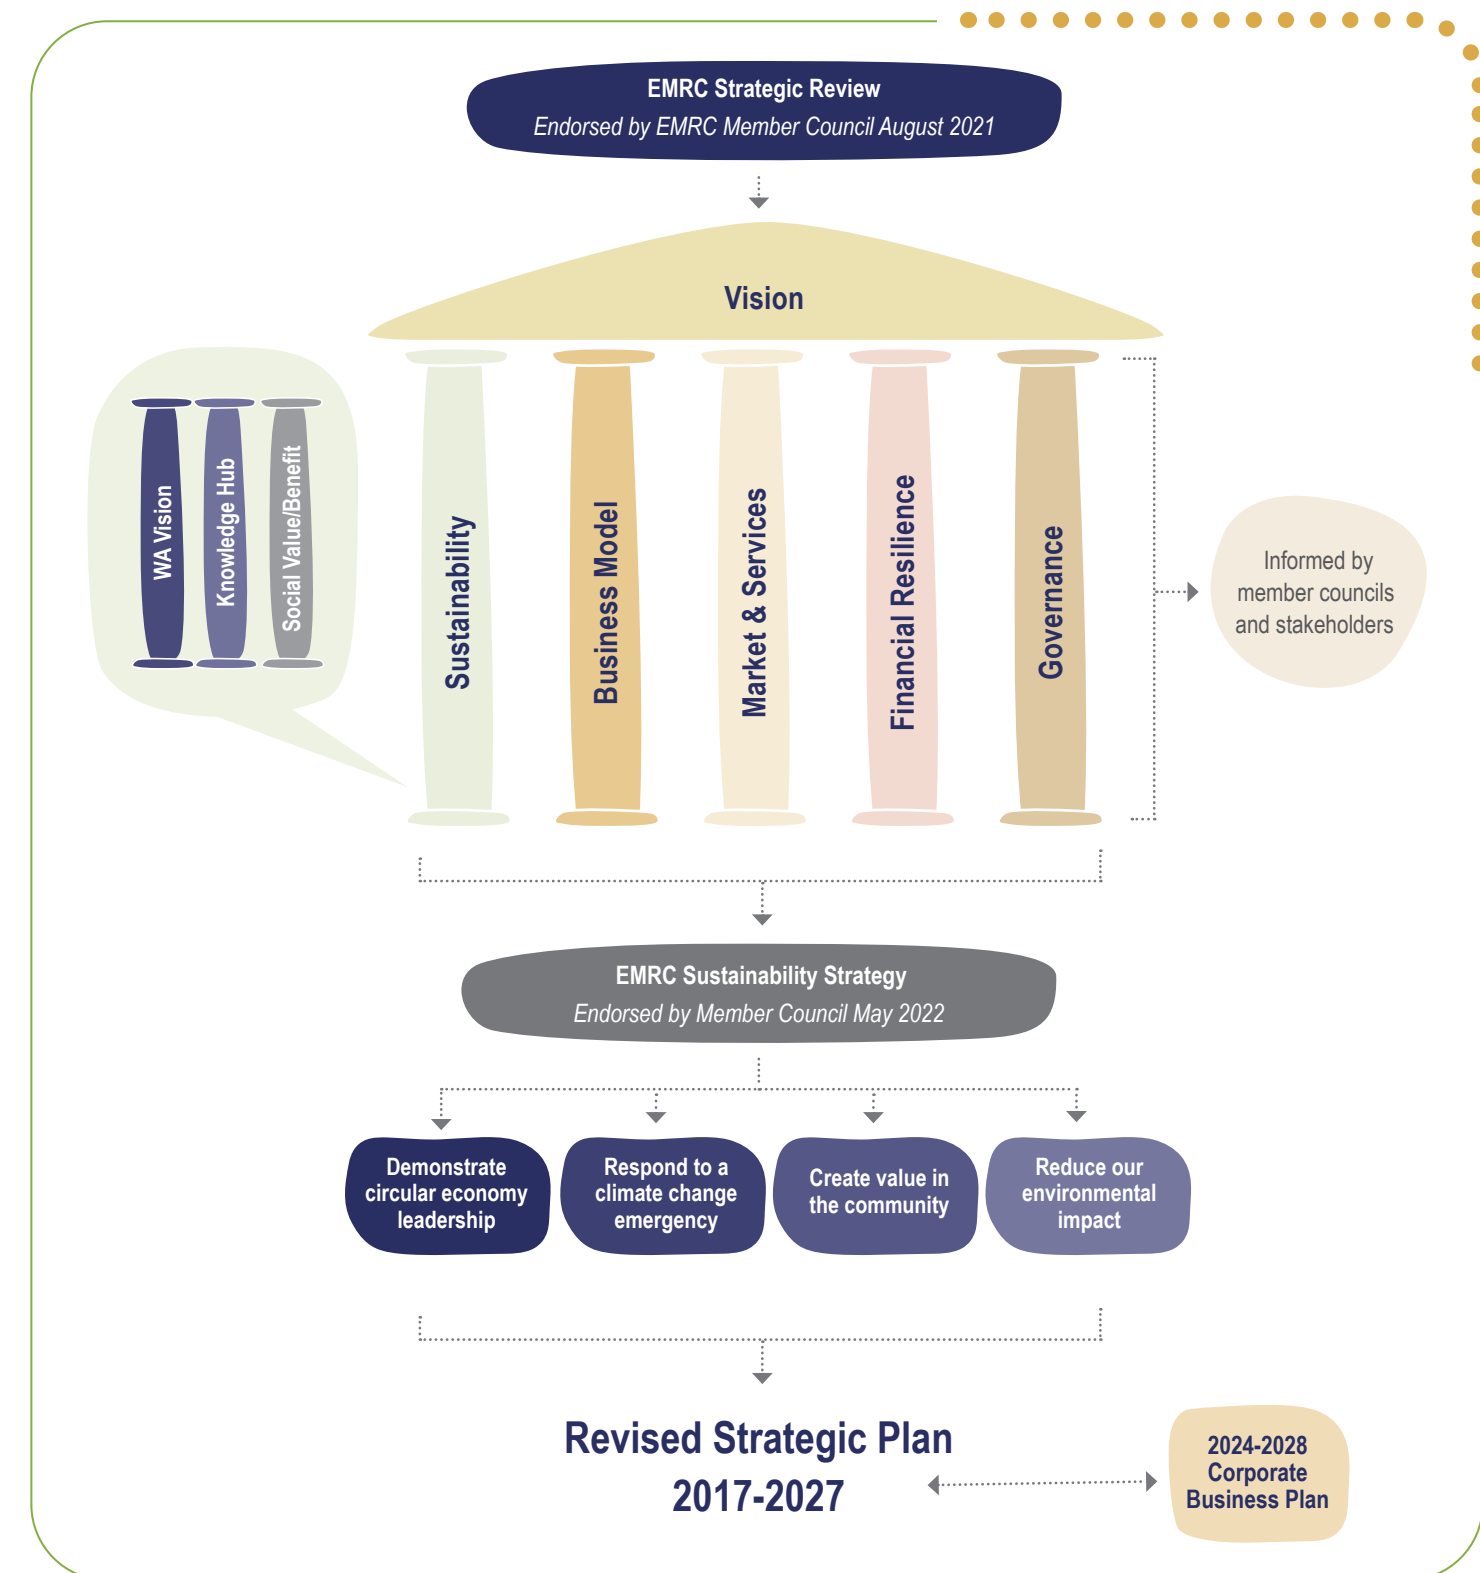 EMRC Strategic Review
Endorsed by EMRC Member Council August 2021
Vision
WA Vision
Knowledge Hub
Social Value/Benefit
Sustainability
Business Model
Market & Services
Financial Resilience
Governance
Informed by
member councils
and stakeholders
EMRC Sustainability Strategy
Endorsed by Member Council May 2022
Demonstrate
circular economy
leadership
Respond to a
climate change
emergency
Create value in
the community
Reduce our
environmental
impact
Revised Strategic Plan
2017-2027
2024-2028
Corporate
Business Plan